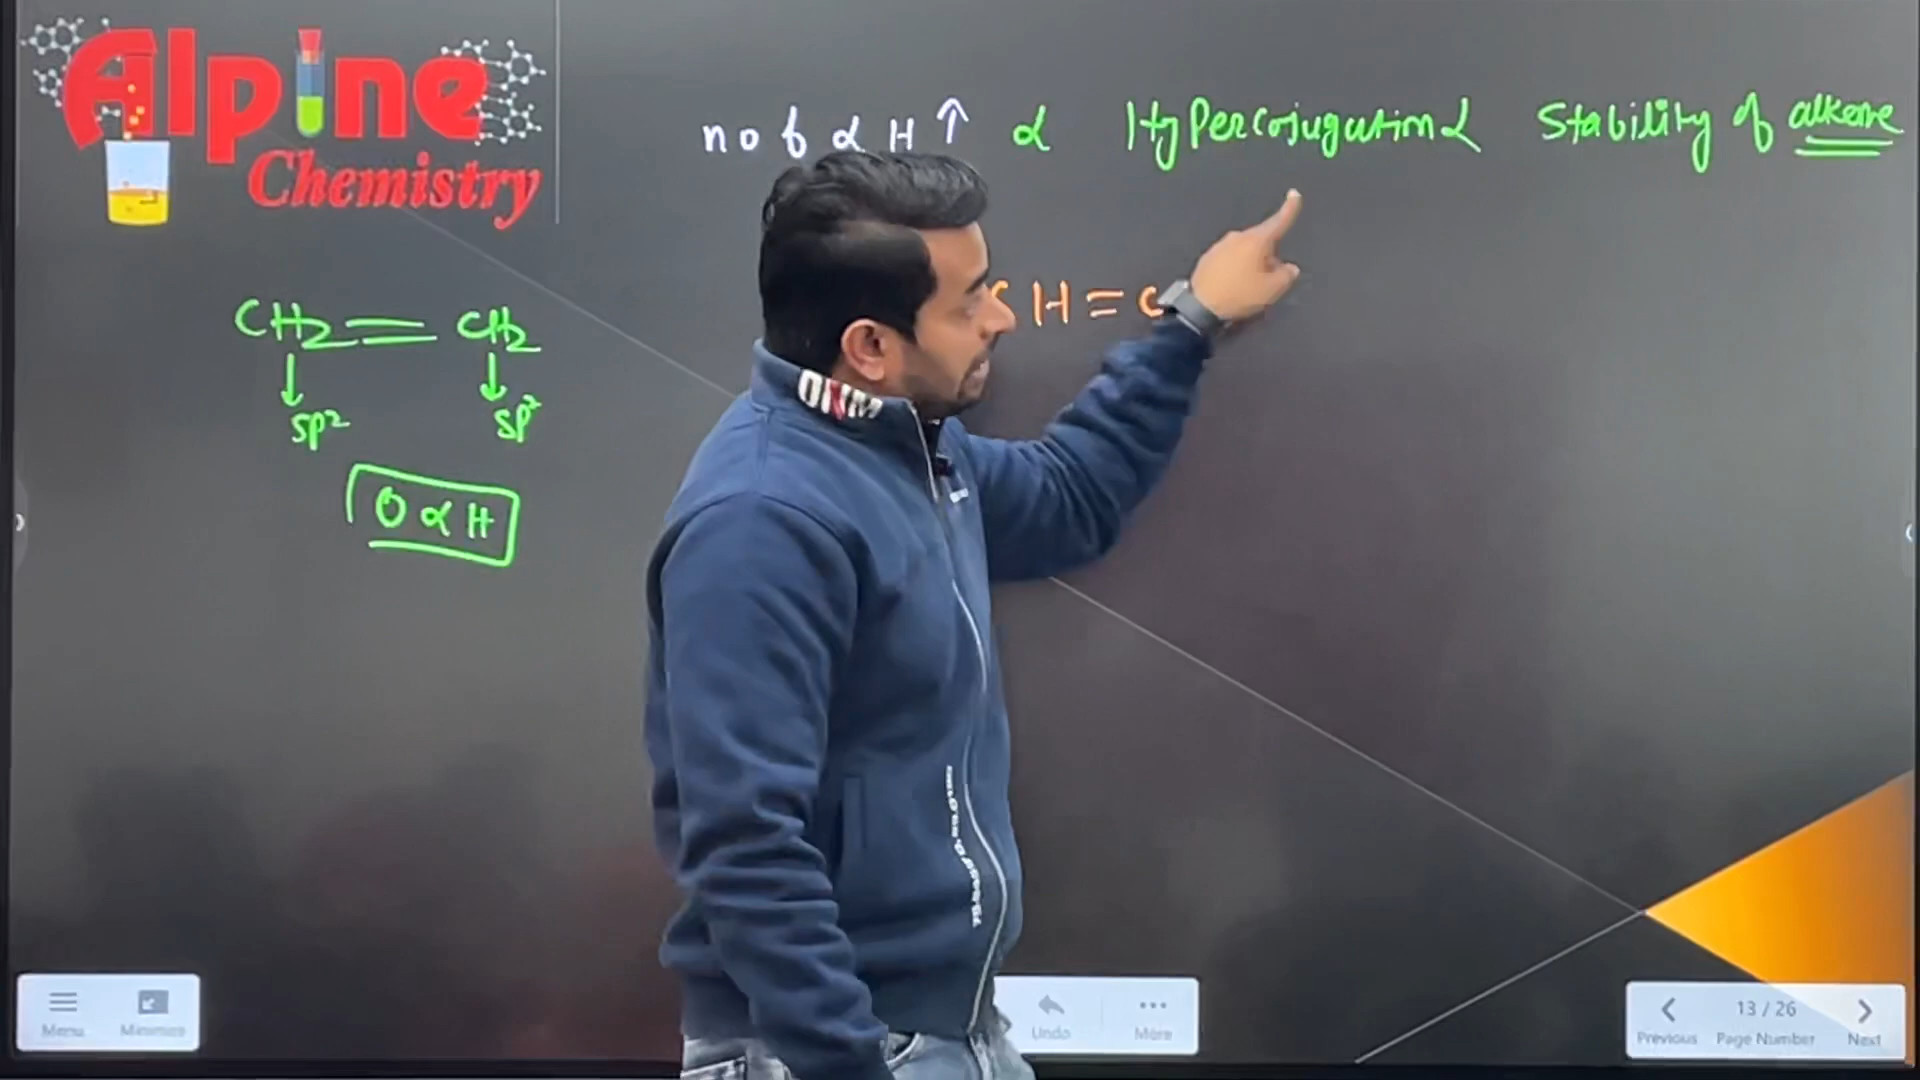 Alpine
Chemistry
no of α H ↑ α Hyperconjugation α Stability of alkene
CH2 = CH2
sp² sp²
0 α H
H = C
Menu
Minimize
Undo
More
13 / 26
Previous Page Number Next